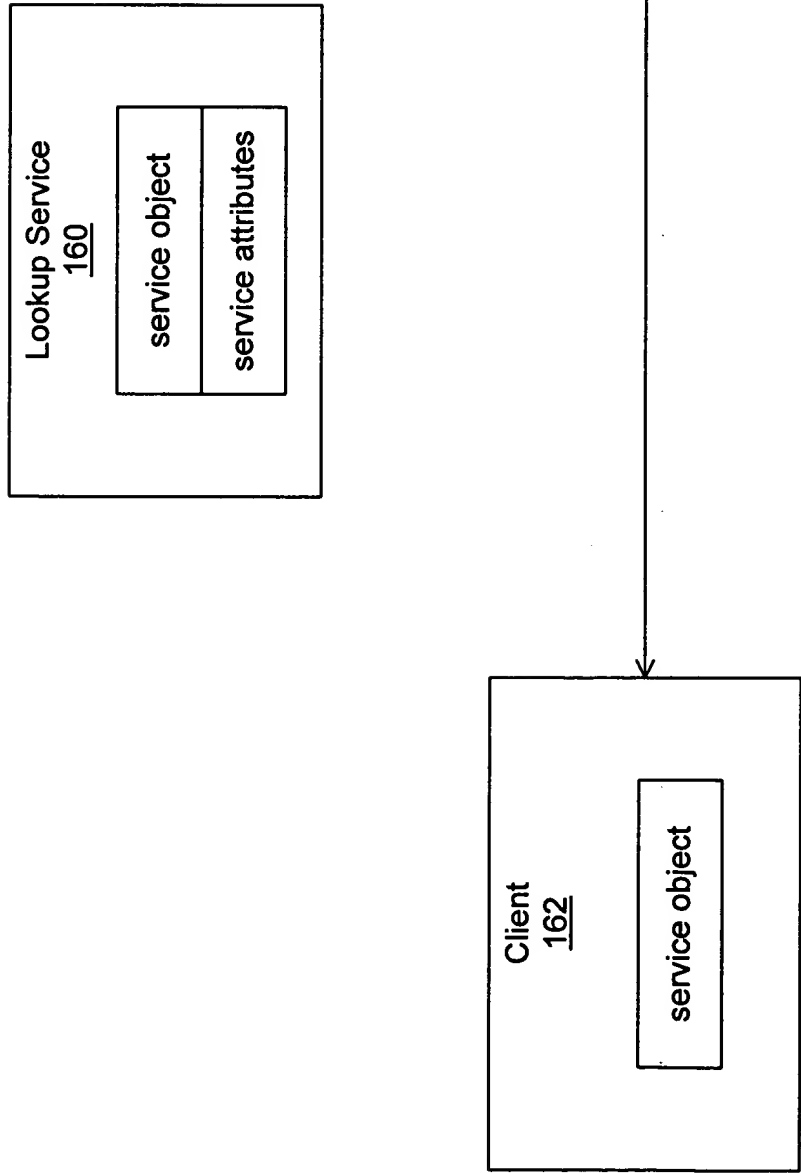 Lookup Service
160
service object
service attributes
Client
162
service object